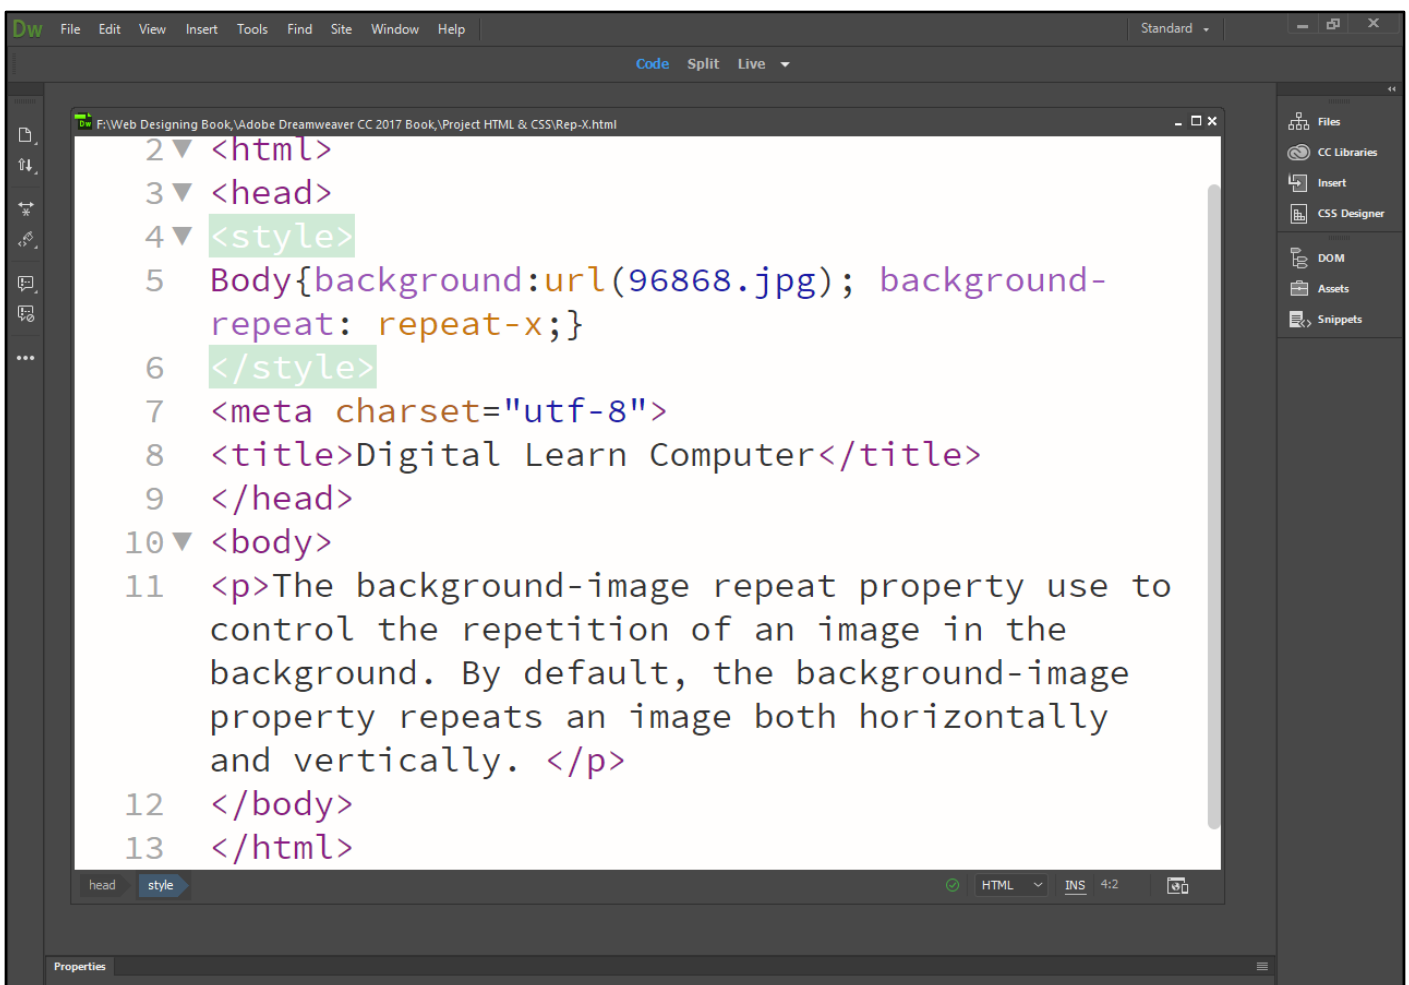 Dw File Edit View Insert Tools Find Site Window Help Standard
Code Split Live
F:\Web Designing Book,\Adobe Dreamweaver CC 2017 Book,\Project HTML & CSS\Rep-X.html
2 <html>
3 <head>
4 <style>
5 Body{background:url(96868.jpg); background-
repeat: repeat-x;}
6 </style>
7 <meta charset="utf-8">
8 <title>Digital Learn Computer</title>
9 </head>
10 <body>
11 <p>The background-image repeat property use to
control the repetition of an image in the
background. By default, the background-image
property repeats an image both horizontally
and vertically. </p>
12 </body>
13 </html>
head style HTML INS 4:2
Properties
Files
CC Libraries
Insert
CSS Designer
DOM
Assets
Snippets